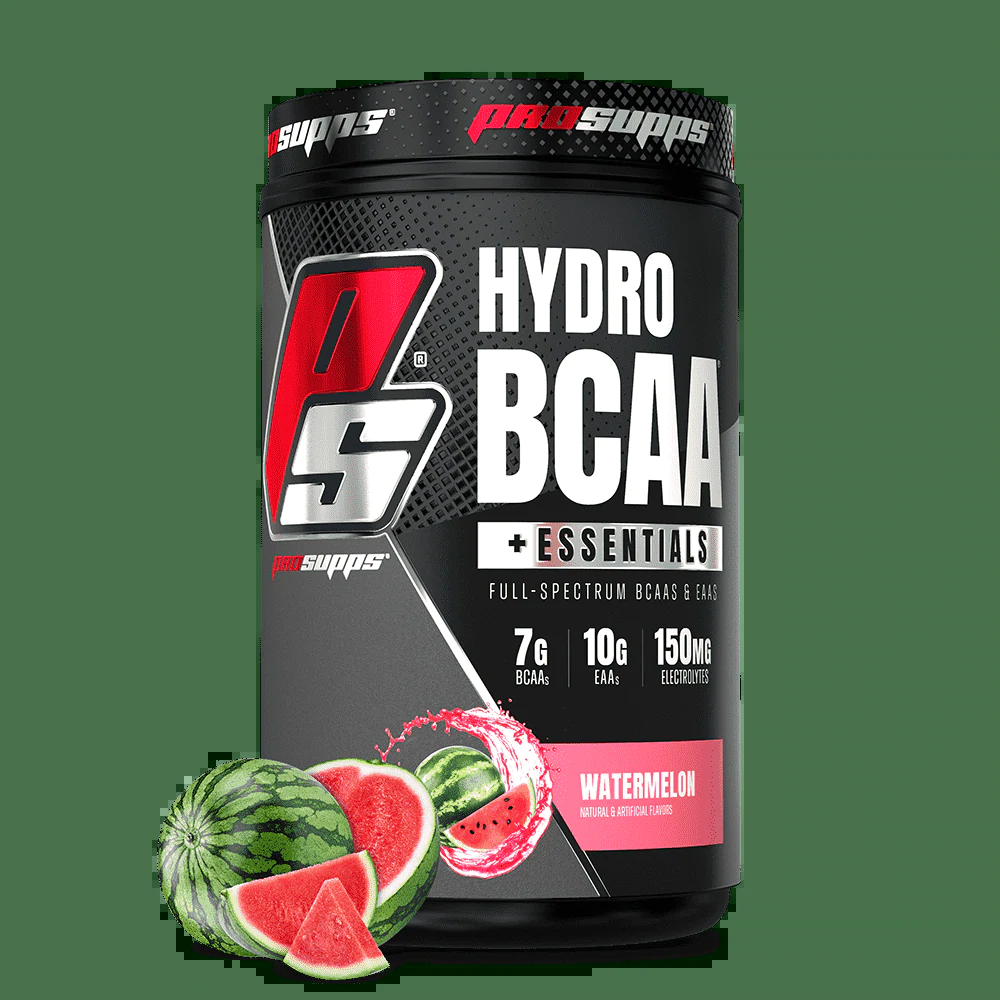 SUPPS®
PROSUPPS
HYDRO
BCAA®
PS®
+ ESSENTIALS
PROSUPPS®
FULL-SPECTRUM BCAAS & EAAS
7G
BCAAs
10G
EAAs
150MG
ELECTROLYTES
WATERMELON
NATURAL & ARTIFICIAL FLAVORS